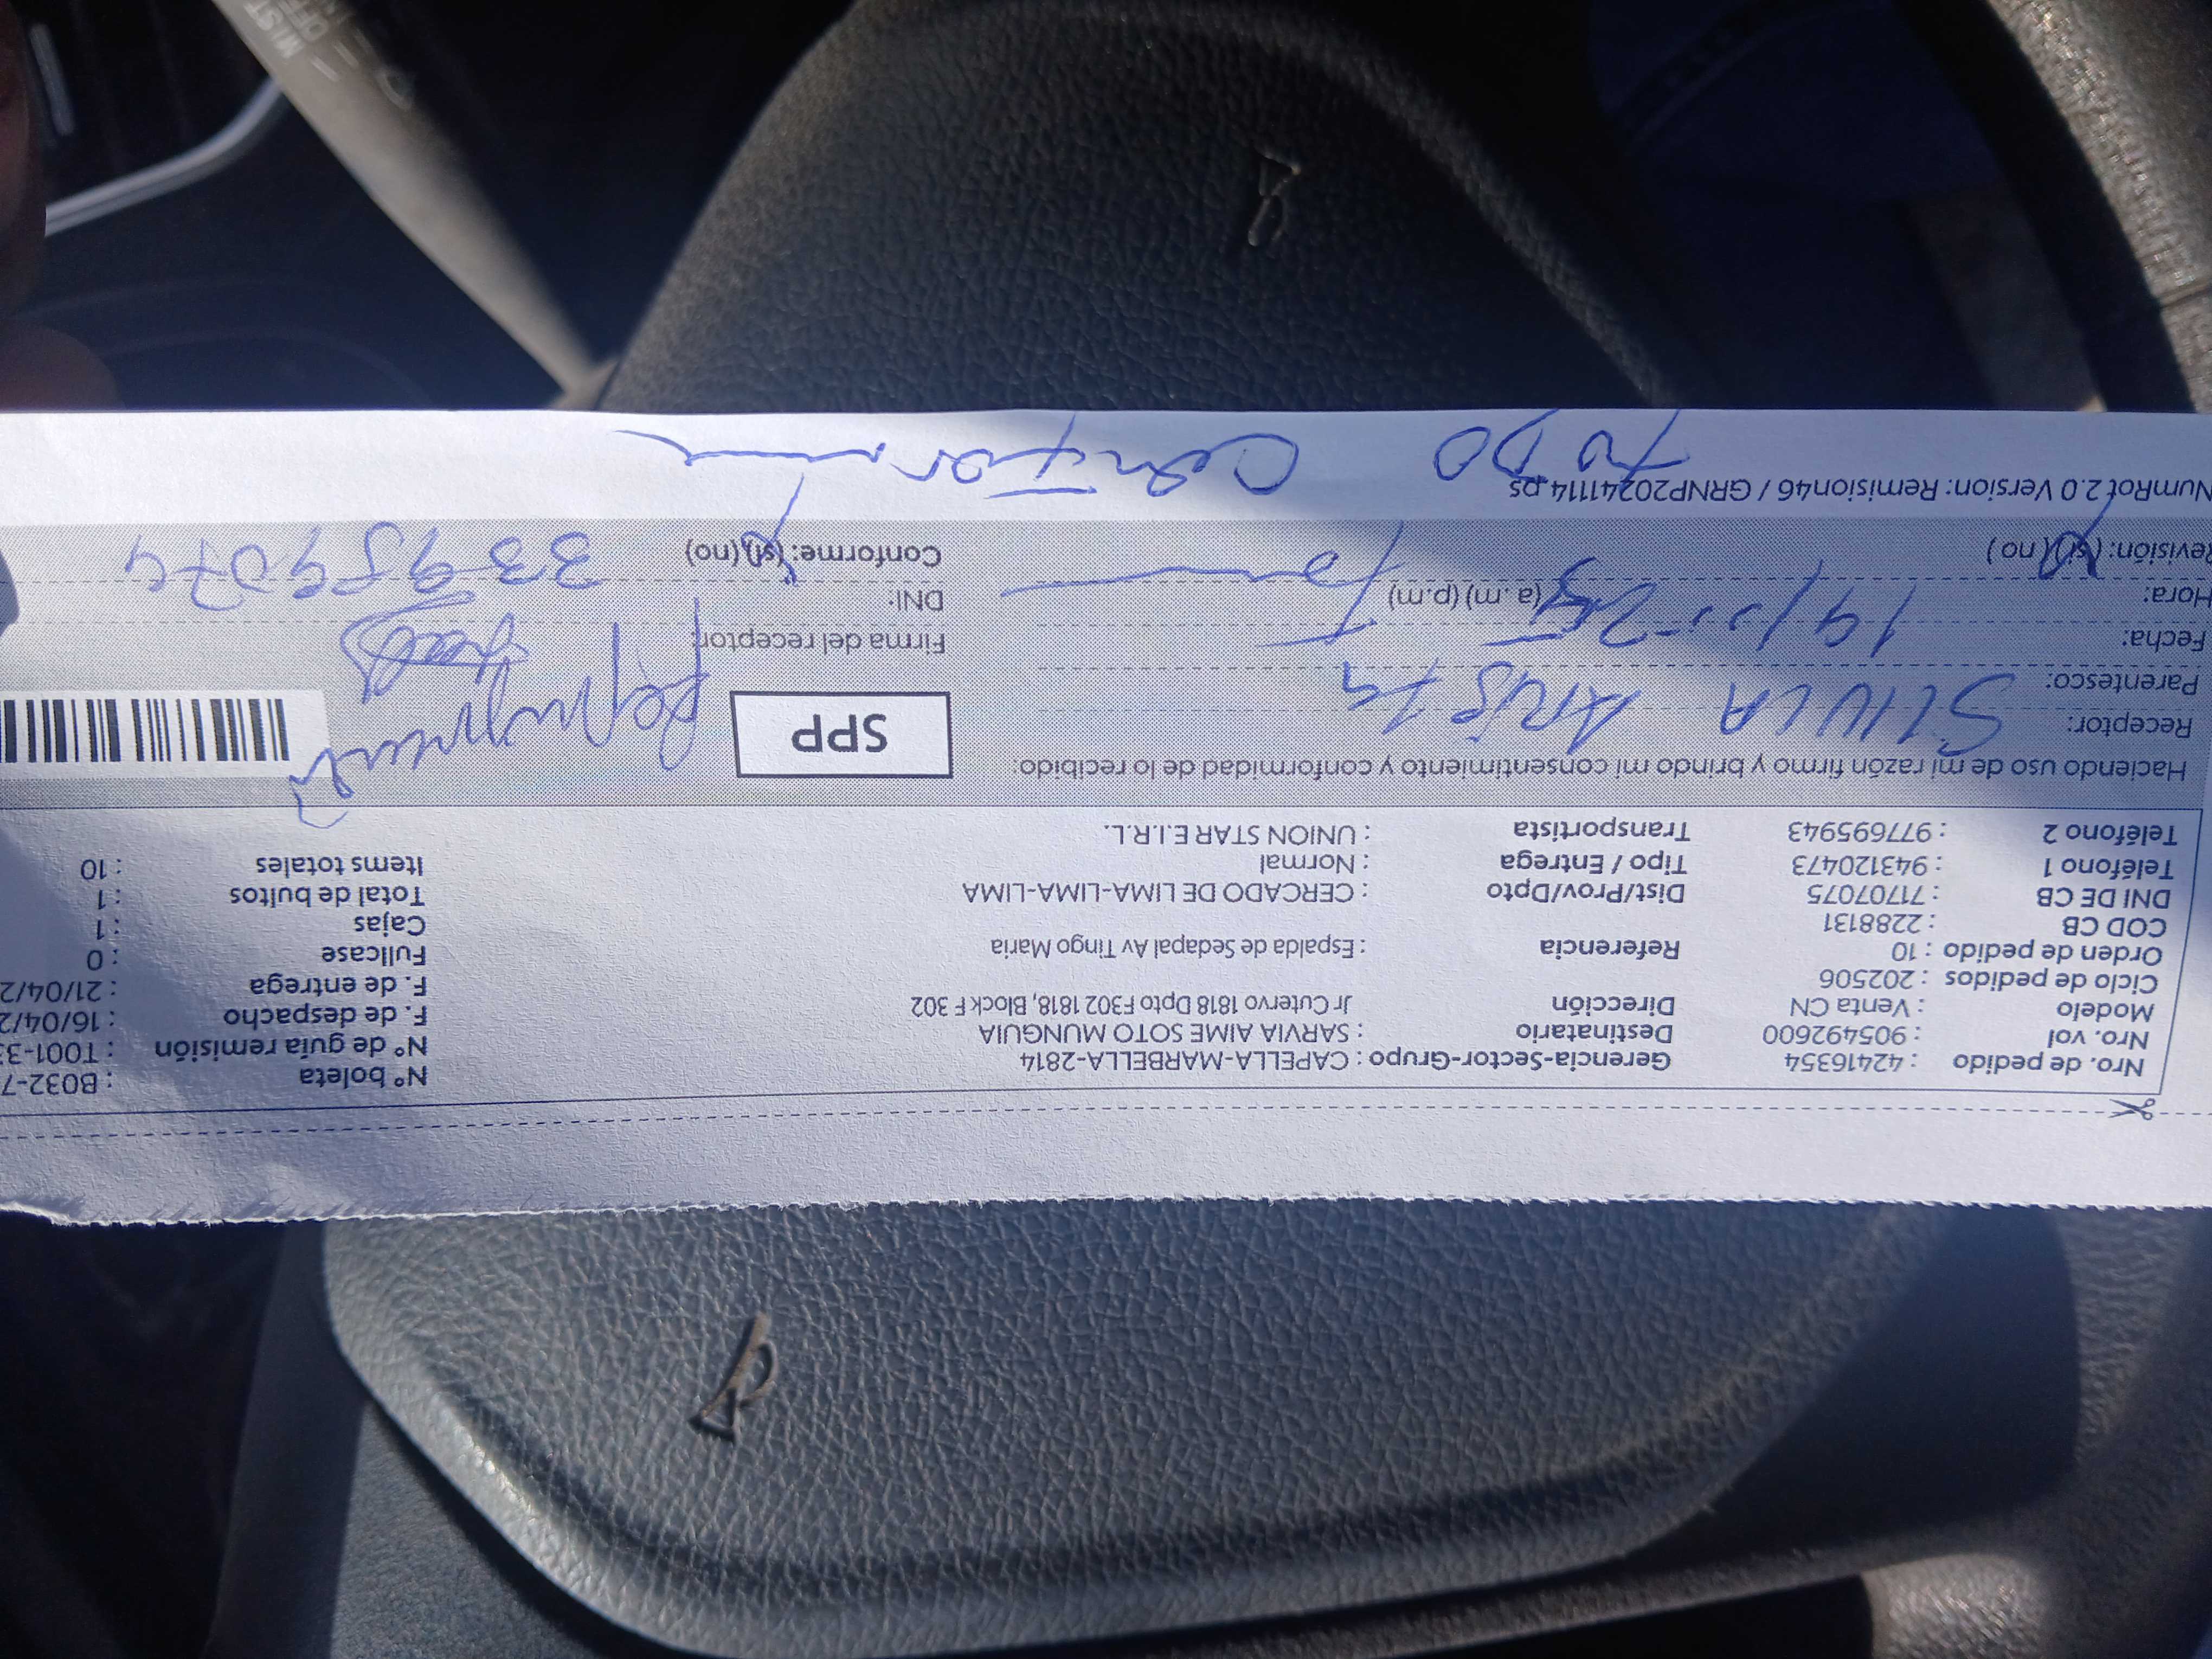 Nro. de pedido : 42416354 Gerencia-Sector-Grupo : CAPELLA-MARBELLA-2814 N° boleta : B032-7
Nro. vol : 905492600 Destinatario : SARVIA AIME SOTO MUNGUIA N° de guía remisión : T001-33
Modelo : Venta CN Dirección Jr Cutervo 1818 Dpto F302 1818, Block F 302 F. de despacho : 16/04/2
Ciclo de pedidos : 202506 F. de entrega : 21/04/2
Orden de pedido : 10 Referencia : Espalda de Sedapal Av Tingo Maria Fullcase : 0
COD CB : 2288131 Cajas : 1
DNI DE CB : 71707075 Dist/Prov/Dpto : CERCADO DE LIMA-LIMA-LIMA Total de bultos : 1
Teléfono 1 : 943120473 Tipo / Entrega : Normal Items totales : 10
Teléfono 2 : 977695943 Transportista : UNION STAR E.I.R.L.
Haciendo uso de mi razón firmo y brindo mi consentimiento y conformidad de lo recibido:
SPP
Receptor:
Parentesco:
Fecha: Firma del receptor:
Hora: (a. m) (p.m) DNI:
Revisión: (si) (no) Conforme: (si) (no)
NumRot 2.0 Version: Remision46 / GRNP20241114.ps
TODO Conforme